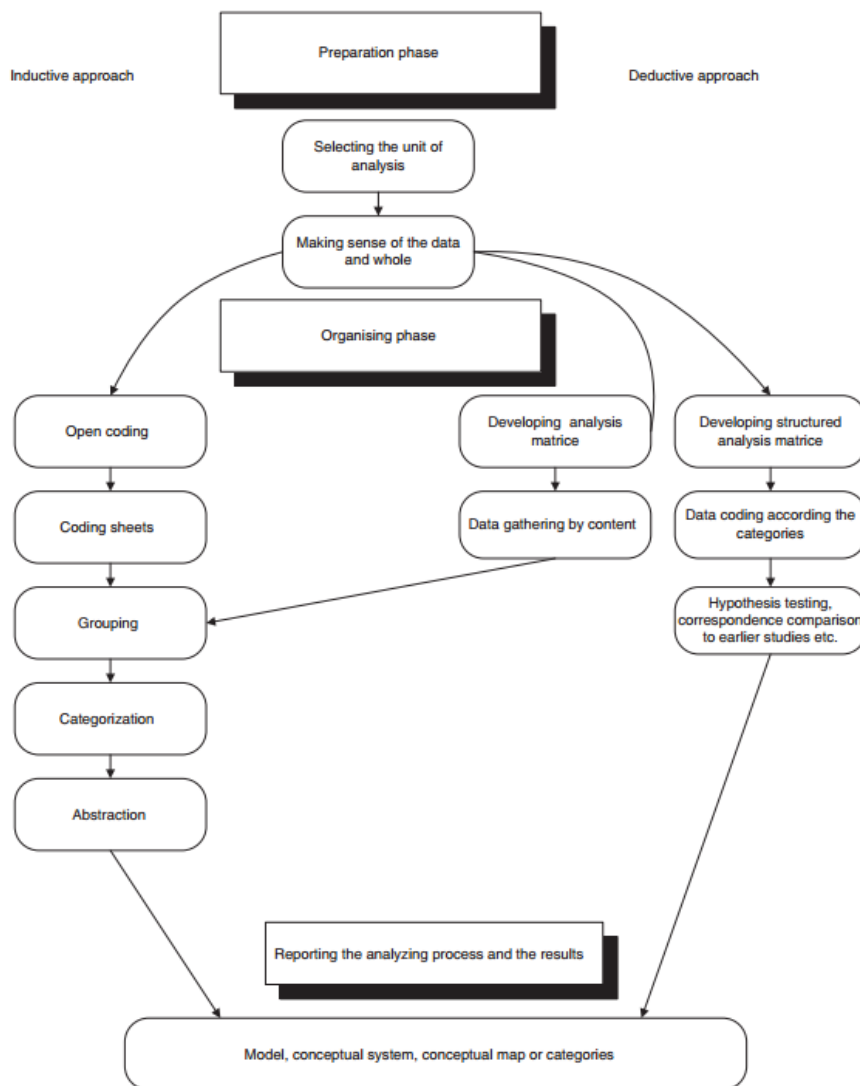 Preparation phase
Inductive approach
Deductive approach
Selecting the unit of
analysis
Making sense of the data
and whole
Organising phase
Open coding
Developing analysis
matrice
Developing structured
analysis matrice
Coding sheets
Data gathering by content
Data coding according the
categories
Grouping
Hypothesis testing,
correspondence comparison
to earlier studies etc.
Categorization
Abstraction
Reporting the analyzing process and the results
Model, conceptual system, conceptual map or categories